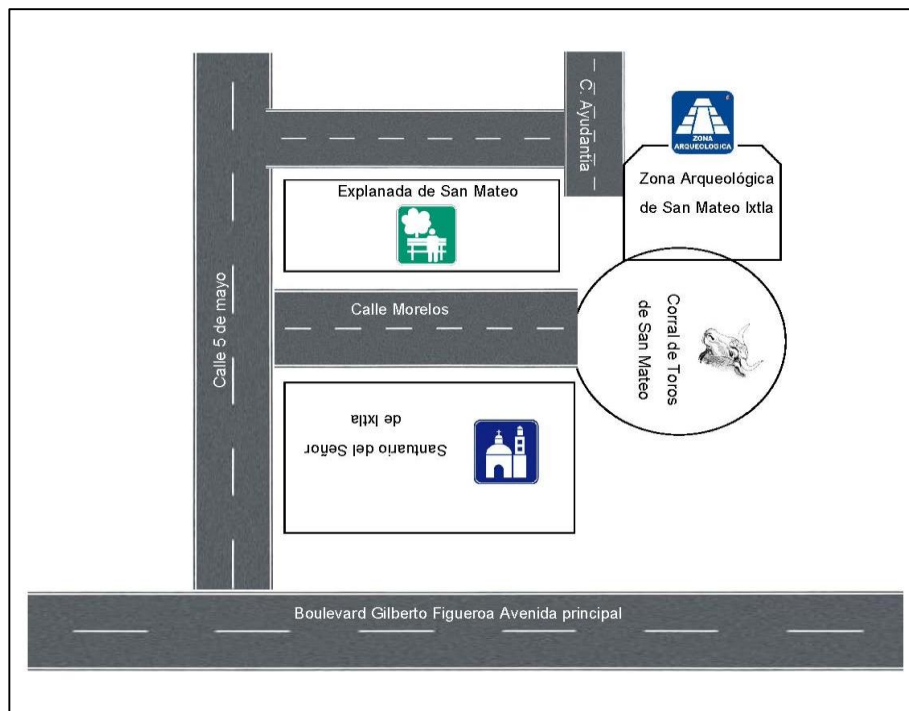 C. Ayudantía
ZONA
ARQUEOLOGICA
Zona Arqueológica
de San Mateo Ixtla
Explanada de San Mateo
Calle 5 de mayo
Calle Morelos
Corral de Toros
de San Mateo
Santuario del Señor
de Ixtla
Boulevard Gilberto Figueroa Avenida principal